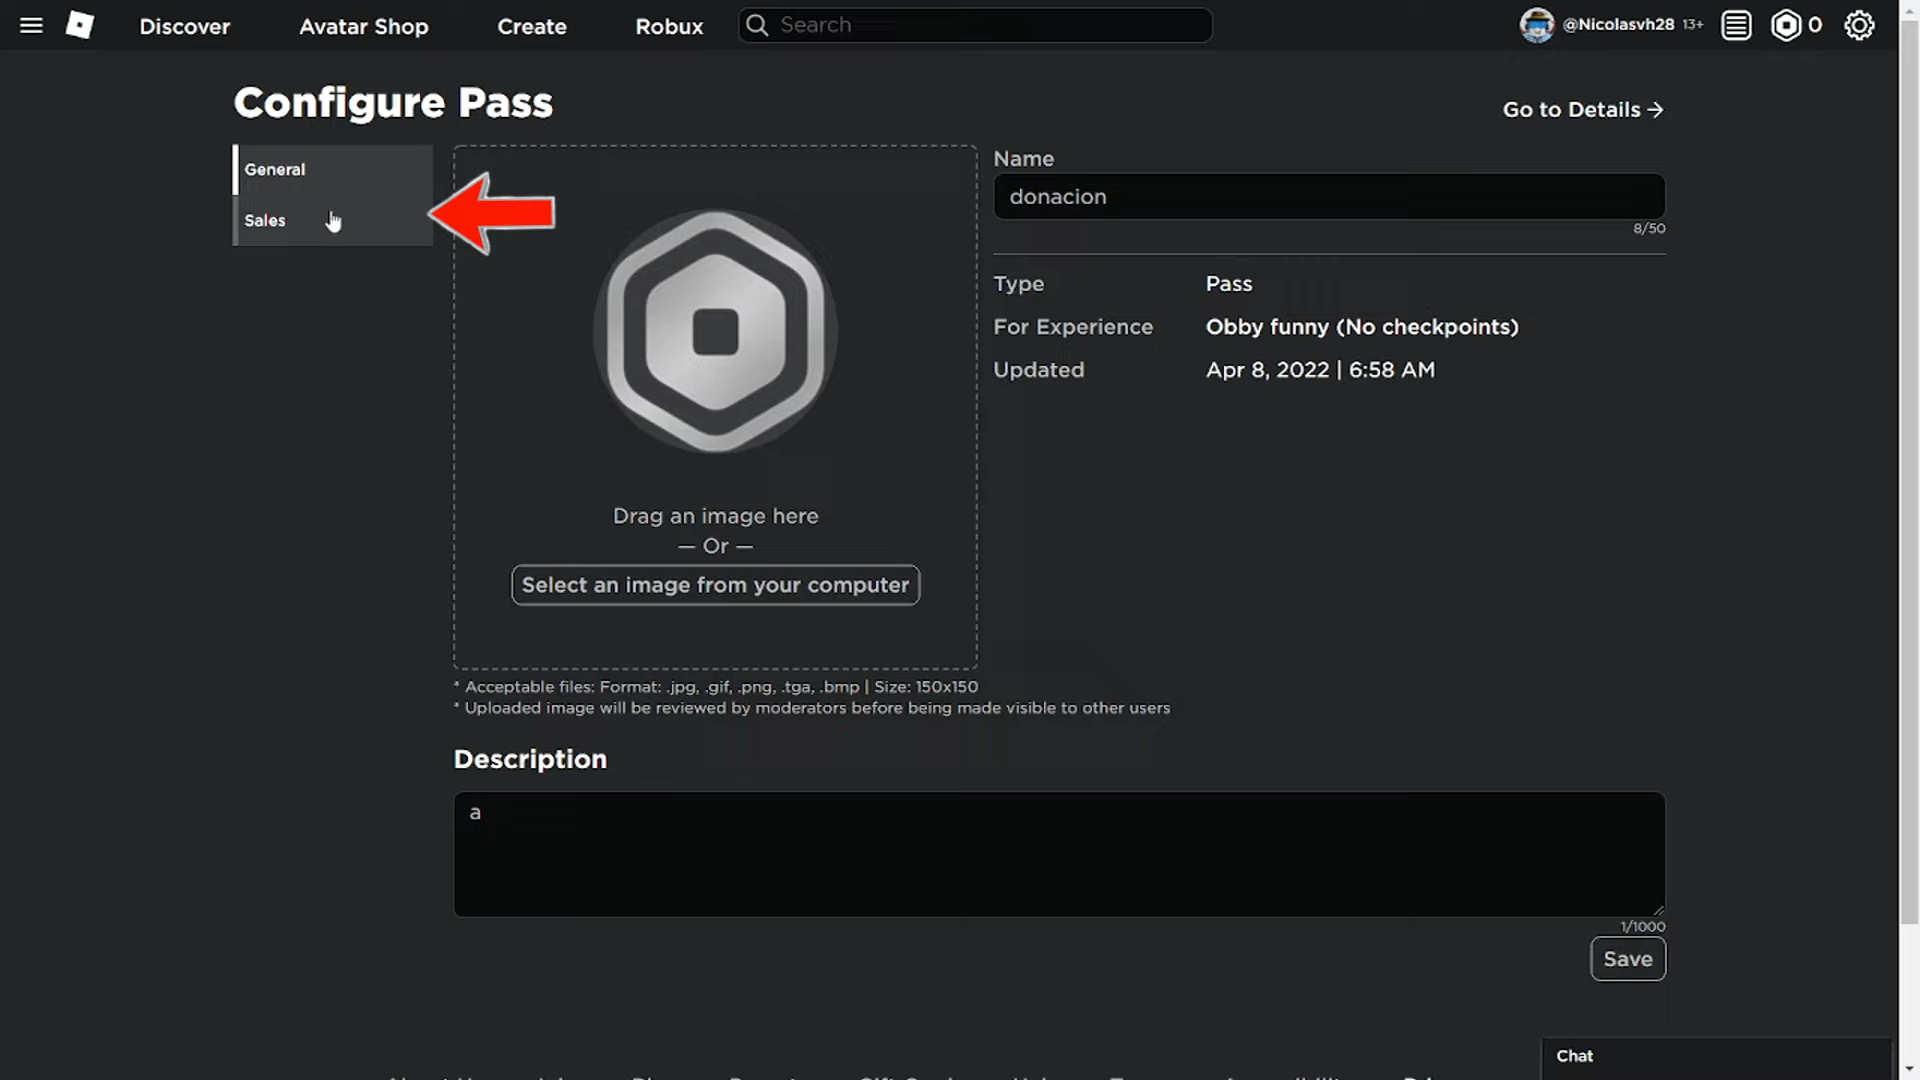 Discover Avatar Shop Create Robux Search @Nicolasvh28 13+ 0
Configure Pass
Go to Details →
General
Sales
Name
donacion
8/50
Type Pass
For Experience Obby funny (No checkpoints)
Updated Apr 8, 2022 | 6:58 AM
Drag an image here
— Or —
Select an image from your computer
* Acceptable files: Format: .jpg, .gif, .png, .tga, .bmp | Size: 150x150
* Uploaded image will be reviewed by moderators before being made visible to other users
Description
a
1/1000
Save
Chat